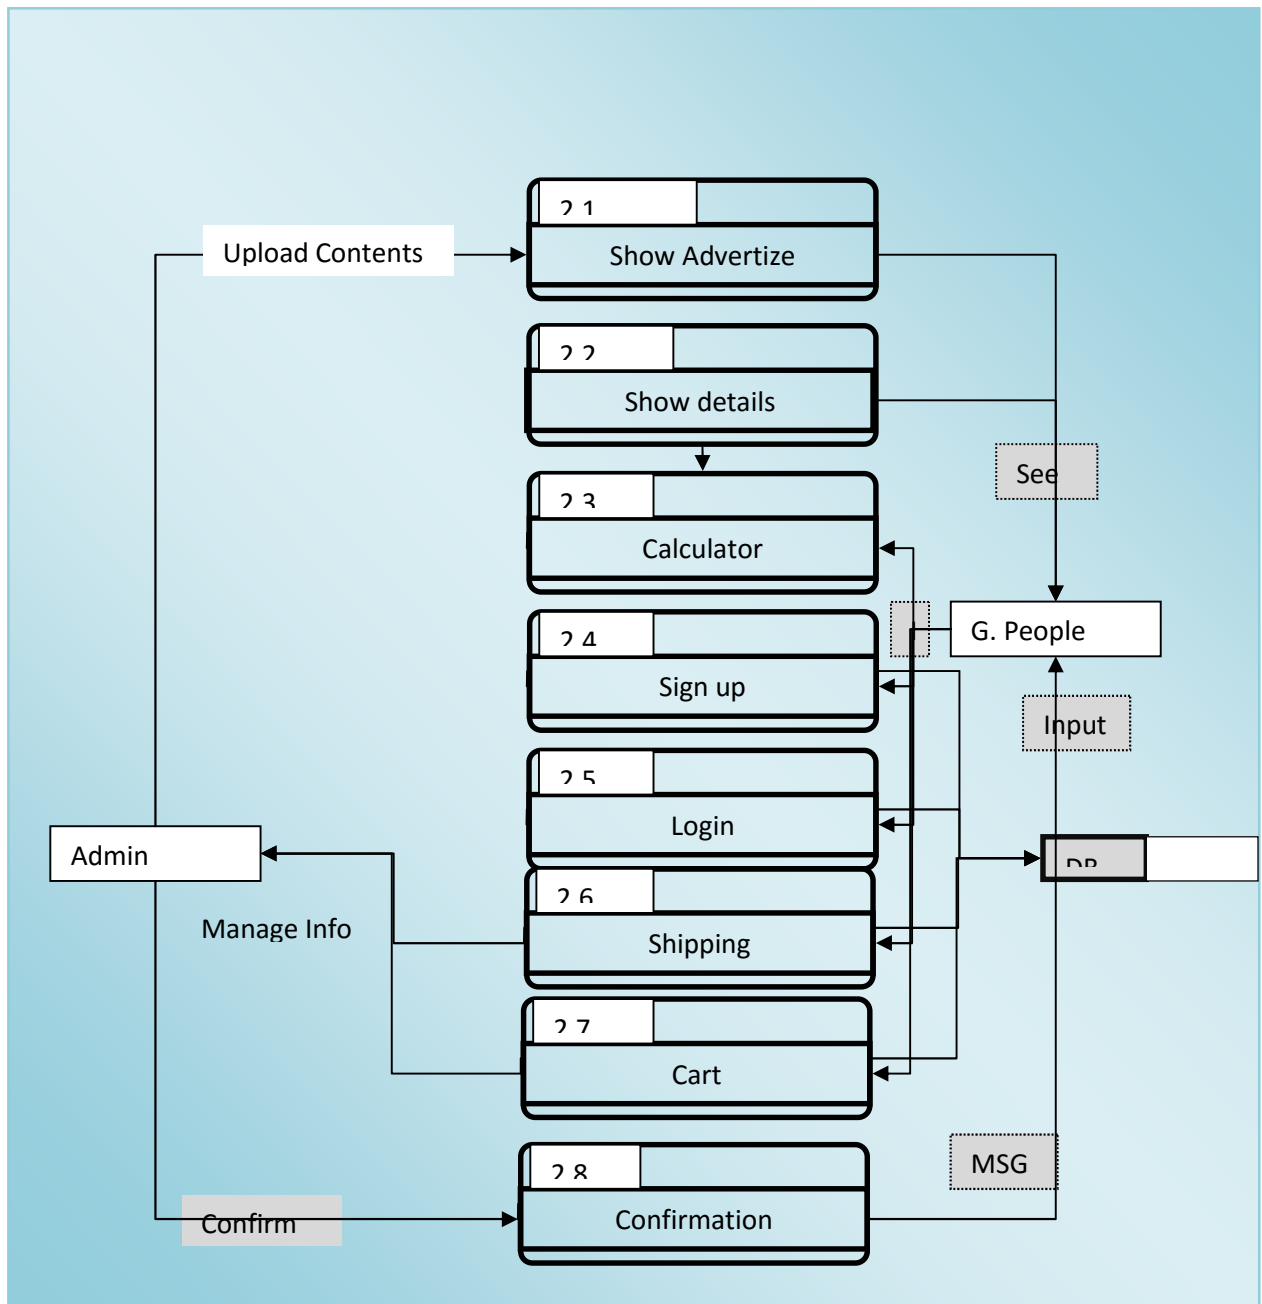 2.1
Upload Contents
Show Advertize
2.2
Show details
See
2.3
Calculator
G. People
2.4
Sign up
Input
2.5
Login
Admin
DB
2.6
Manage Info
Shipping
2.7
Cart
MSG
2.8
Confirm
Confirmation